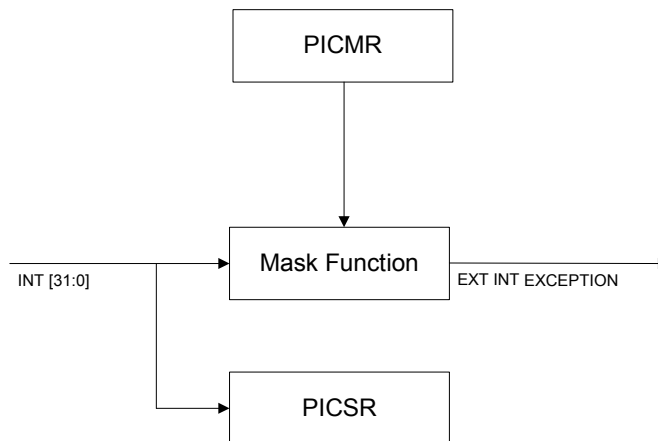 PICMR
Mask Function
INT [31:0]
EXT INT EXCEPTION
PICSR